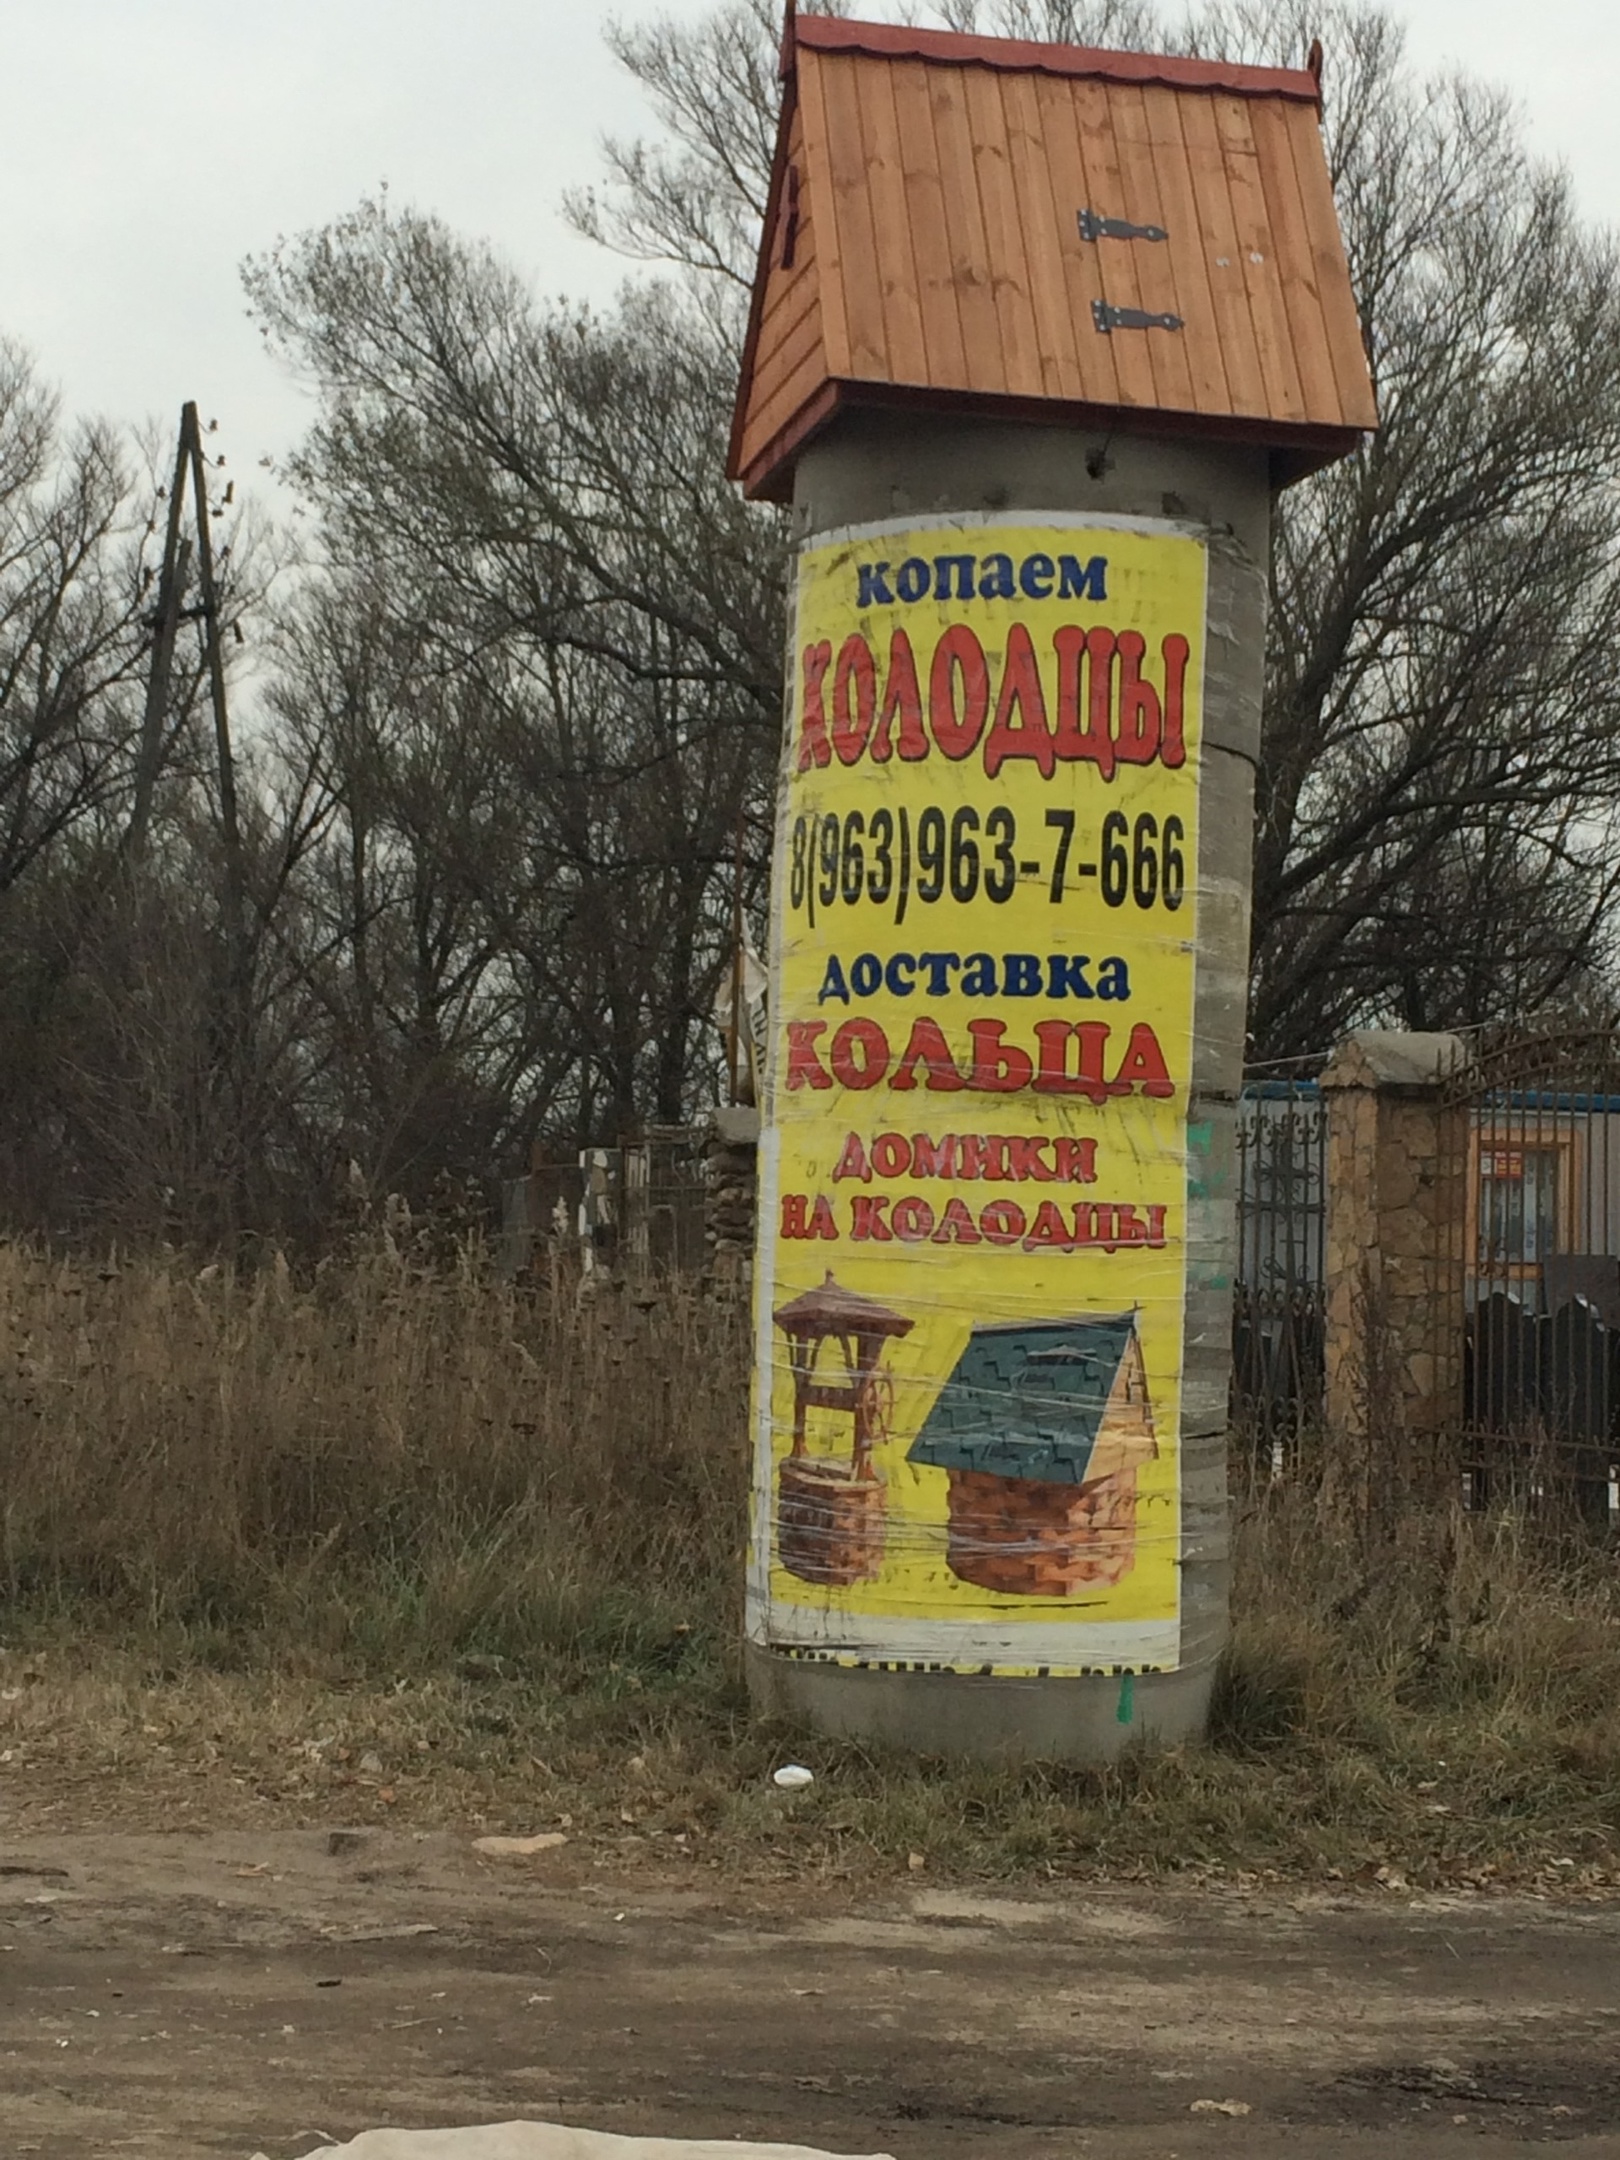 копаем
КОЛОДЦЫ
8(963)963-7-666
доставка
КОЛЬЦА
ДОМИКИ
НА КОЛОДЦЫ